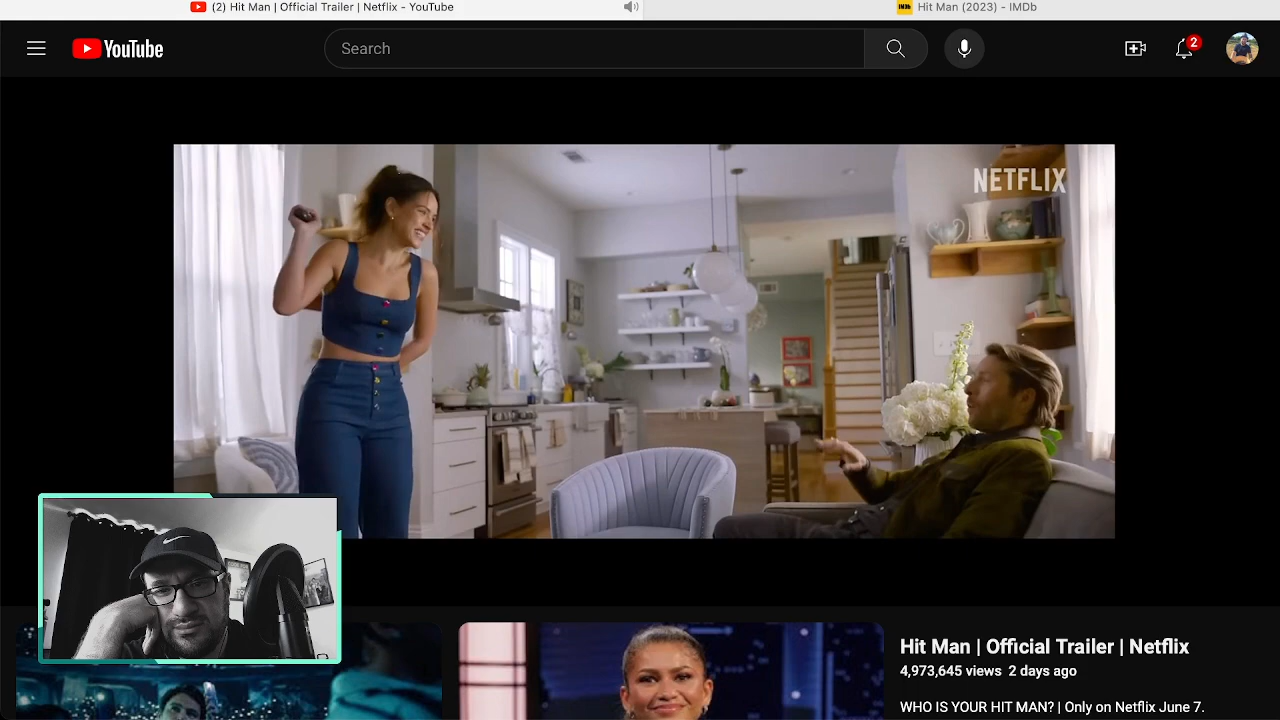 (2) Hit Man | Official Trailer | Netflix - YouTube
IMDb
Hit Man (2023) - IMDb
YouTube
Search
2
NETFLIX
Hit Man | Official Trailer | Netflix
4,973,645 views 2 days ago
WHO IS YOUR HIT MAN? | Only on Netflix June 7.